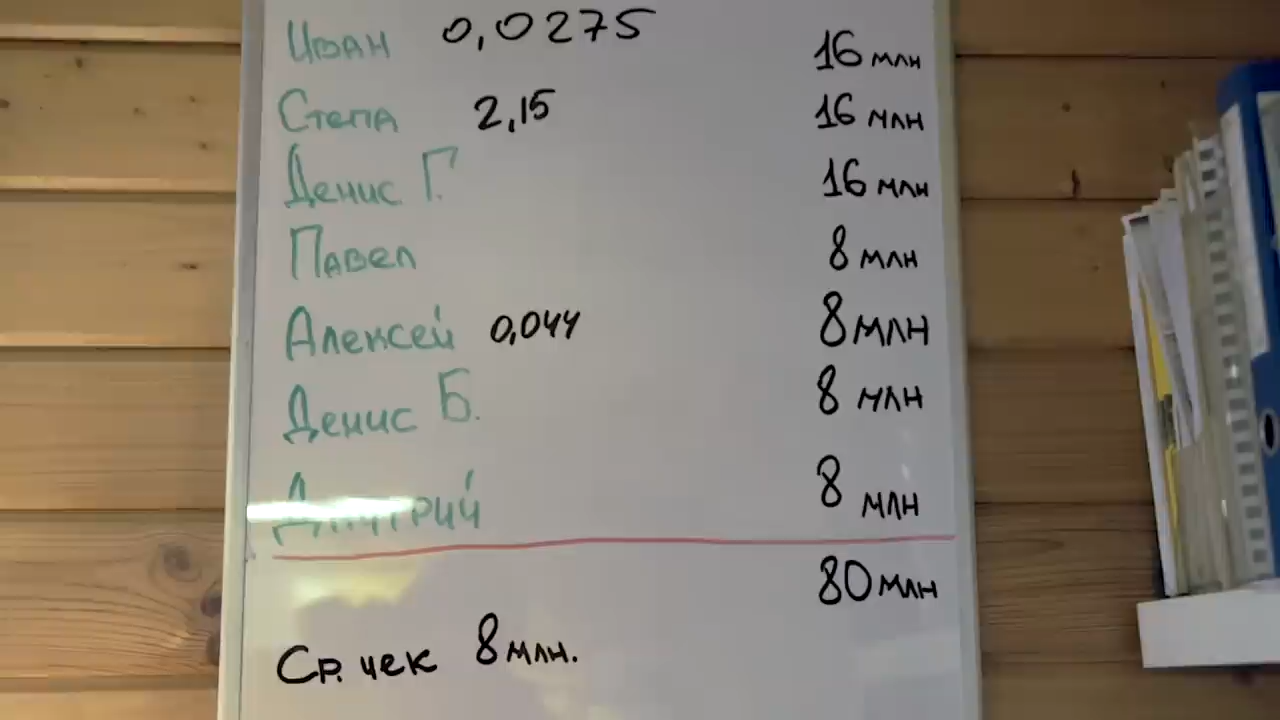 Иван 0,0275 16 млн
Степа 2,15 16 млн
Денис Г. 16 млн
Павел 8 млн
Алексей 0,044 8 млн
Денис Б. 8 млн
Дмитрий 8 млн
80 млн
Ср. чек 8 млн.